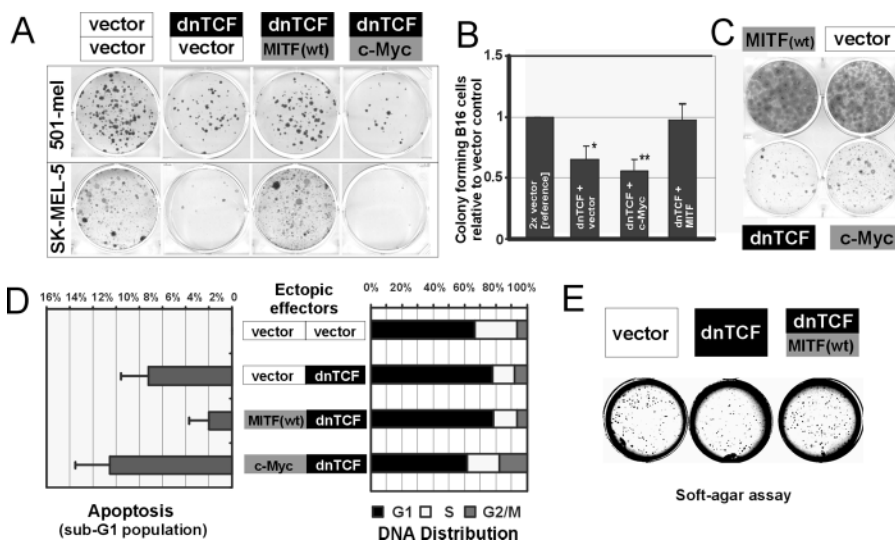 A
vector
vector
dnTCF
vector
dnTCF
MITF(wt)
dnTCF
c-Myc
501-mel
SK-MEL-5
B
Colony forming B16 cells
relative to vector control
1.5
1
0.5
0
*
**
2x vector
[reference]
dnTCF +
vector
dnTCF +
c-Myc
dnTCF +
MITF
C
MITF(wt)
vector
dnTCF
c-Myc
D
16% 14% 12% 10% 8% 6% 4% 2% 0
Apoptosis
(sub-G1 population)
Ectopic
effectors
vector vector
vector dnTCF
MITF(wt) dnTCF
c-Myc dnTCF
0% 20% 40% 60% 80% 100%
G1 S G2/M
DNA Distribution
E
vector
dnTCF
dnTCF
MITF(wt)
Soft-agar assay